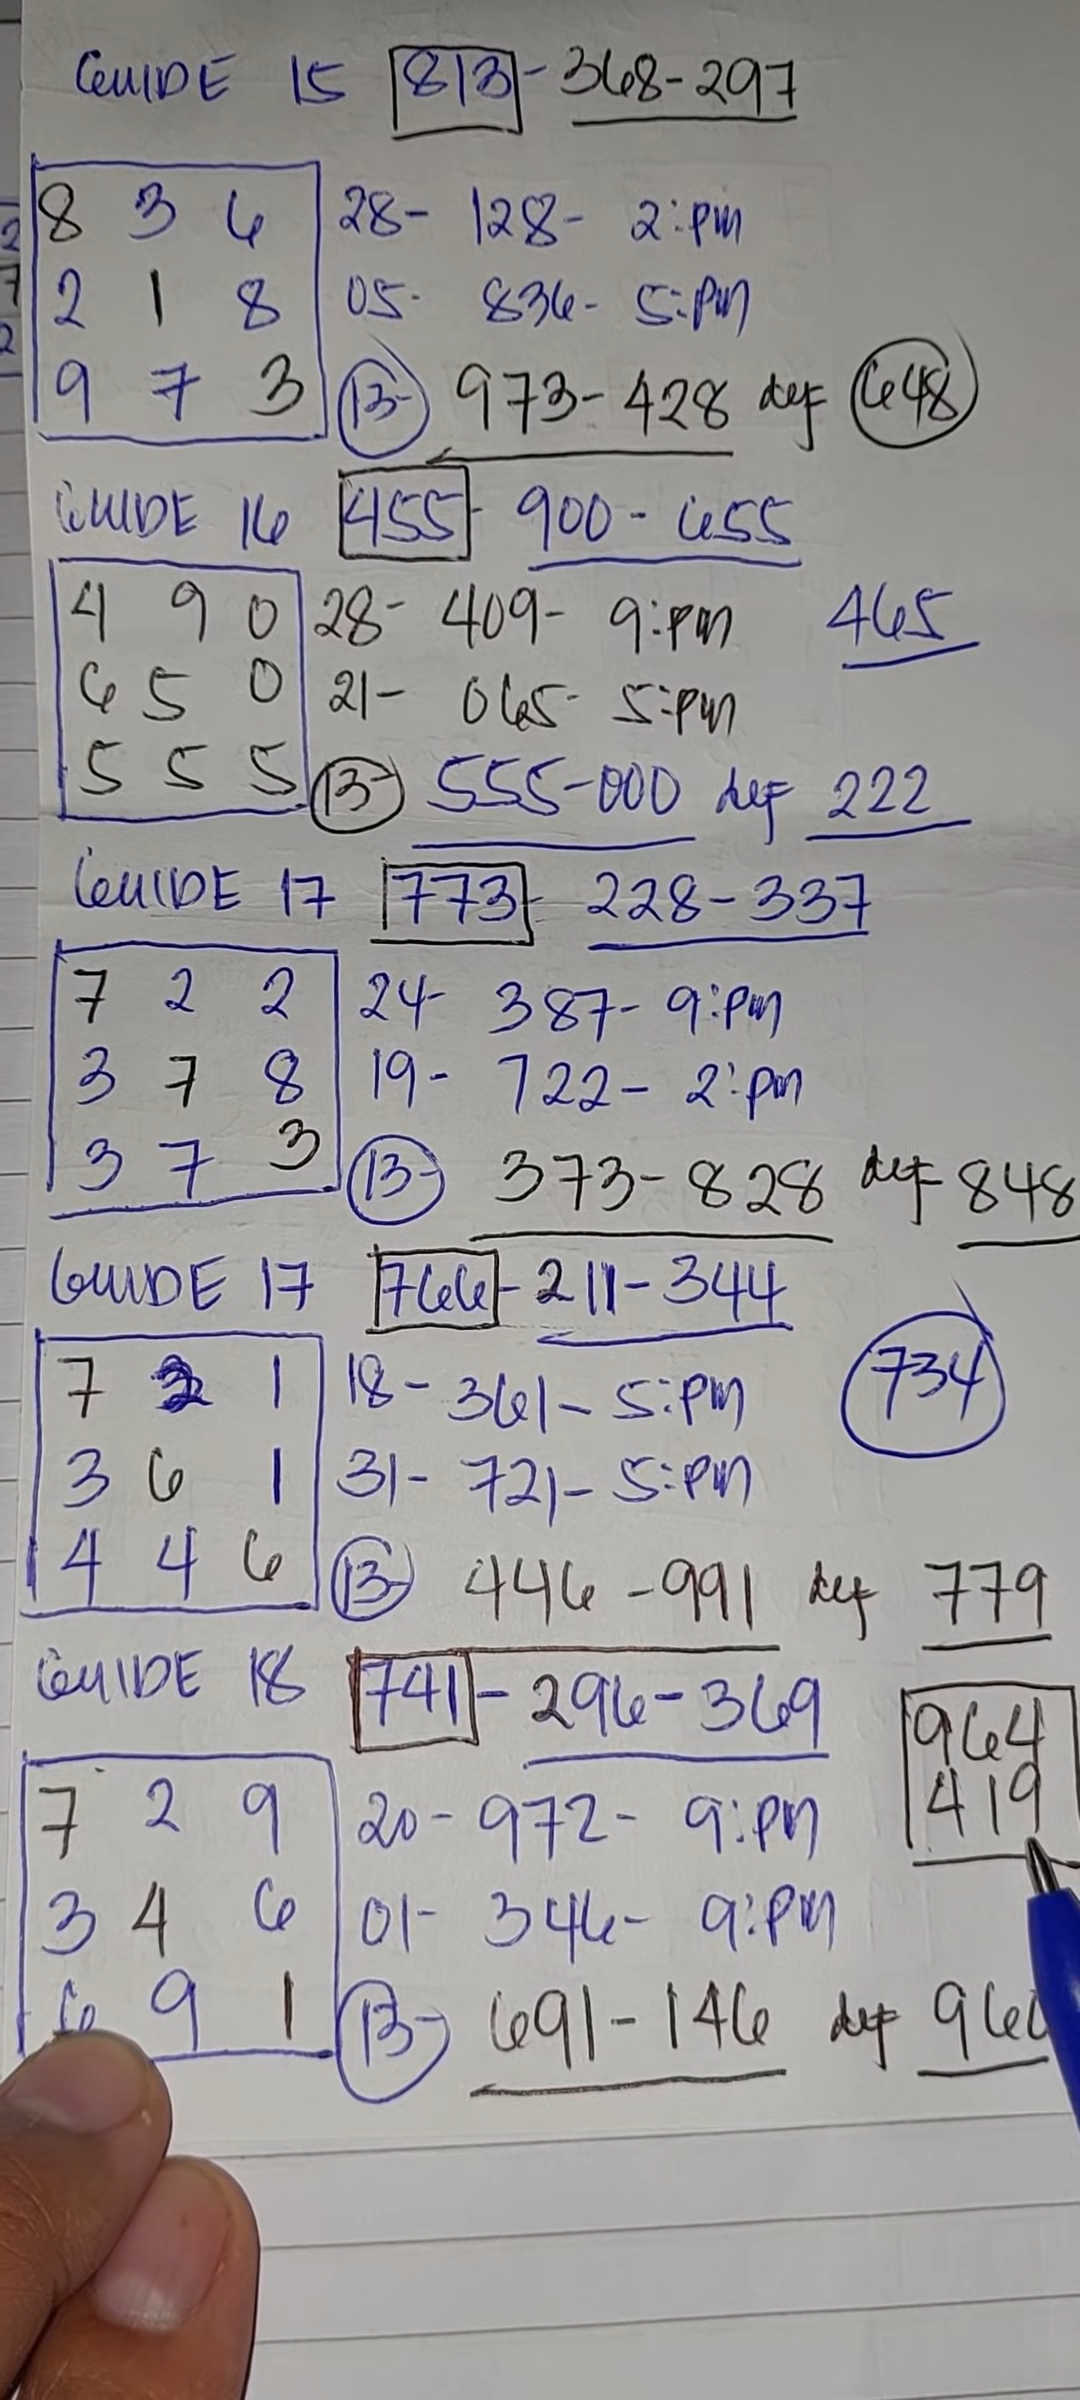 GUIDE 15 813-368-297
8 3 6 28- 128- 2:pm
2 1 8 05- 836- 5:pm
9 7 3 13- 973-428 def 648
GUIDE 16 455-900-655
4 9 0 28- 409- 9:pm 465
6 5 0 21- 065- 5:pm
5 5 5 13- 555-000 def 222
GUIDE 17 773-228-337
7 2 2 24- 387- 9:pm
3 7 8 19- 722- 2:pm
3 7 3 13- 373-828 def 848
GUIDE 17 766-211-344
7 2 1 18- 361- 5:pm 734
3 6 1 31- 721- 5:pm
4 4 6 13- 446-991 def 779
GUIDE 18 741-296-369
964
7 2 9 20- 972- 9:pm 419
3 4 6 01- 346- 9:pm
6 9 1 13- 691-146 def